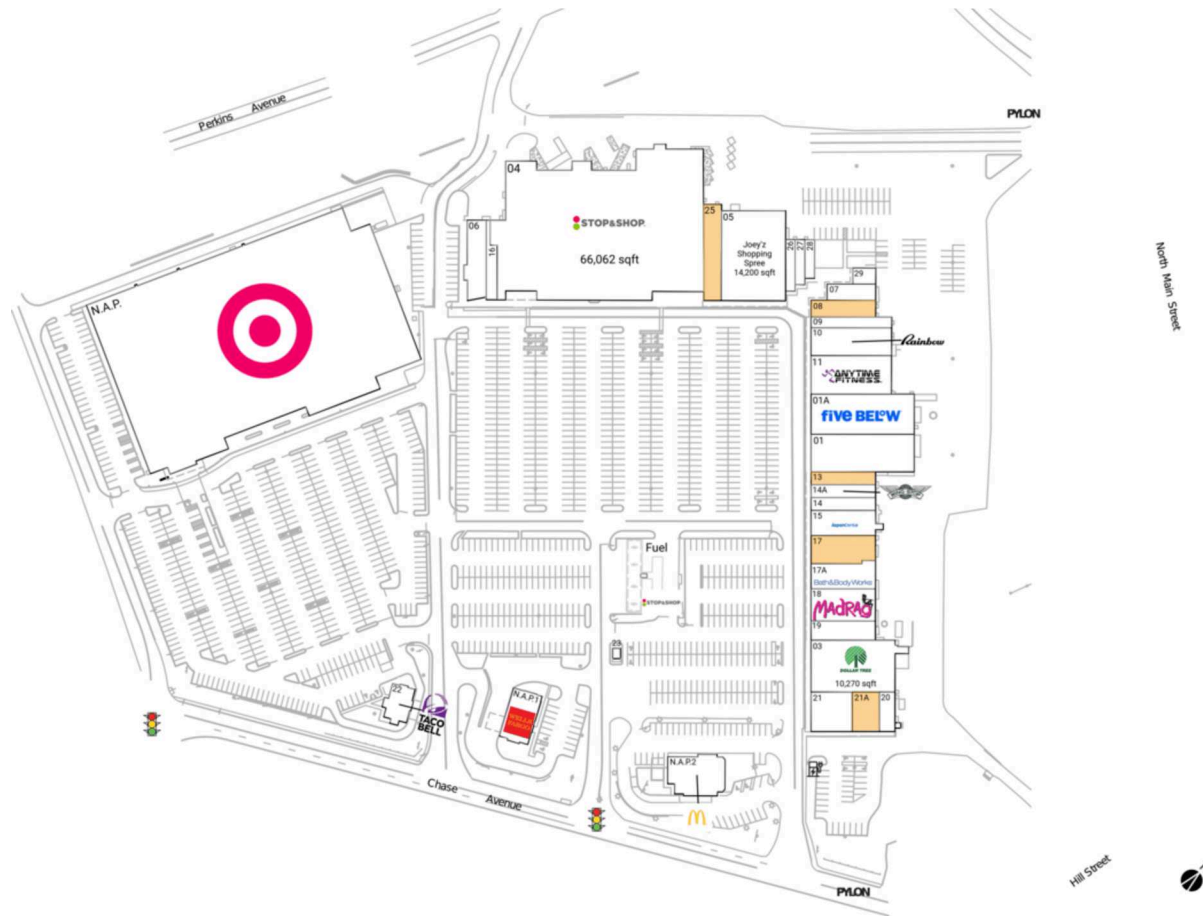 PYLON
Perkins Avenue
04
25
05
06
16
STOP&SHOP
66,062 sqft
Joey'z
Shopping
Spree
14,200 sqft
26
27
28
29
North Main Street
N.A.P.
07
08
09
10
Rainbow
11
ANYTIME
FITNESS
01A
five BEL°W
01
13
14A
14
15
17
Fuel
STOP&SHOP
17A
Bath&BodyWorks
18
MADRAG
19
23
03
DOLLAR TREE
10,270 sqft
21
21A
20
22
TACO
BELL
N.A.P.1
WELLS
FARGO
N.A.P.2
Chase Avenue
Hill Street
PYLON